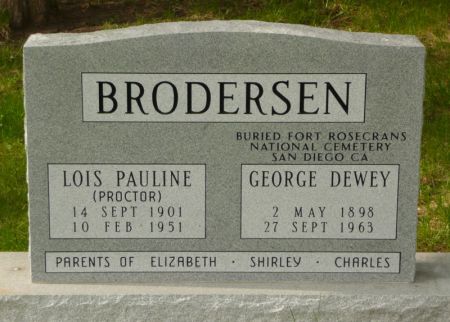 BRODERSEN
BURIED FORT ROSECRANS
NATIONAL CEMETERY
SAN DIEGO CA
LOIS PAULINE
(PROCTOR)
14 SEPT 1901
10 FEB 1951
GEORGE DEWEY
2 MAY 1898
27 SEPT 1963
PARENTS OF ELIZABETH · SHIRLEY · CHARLES